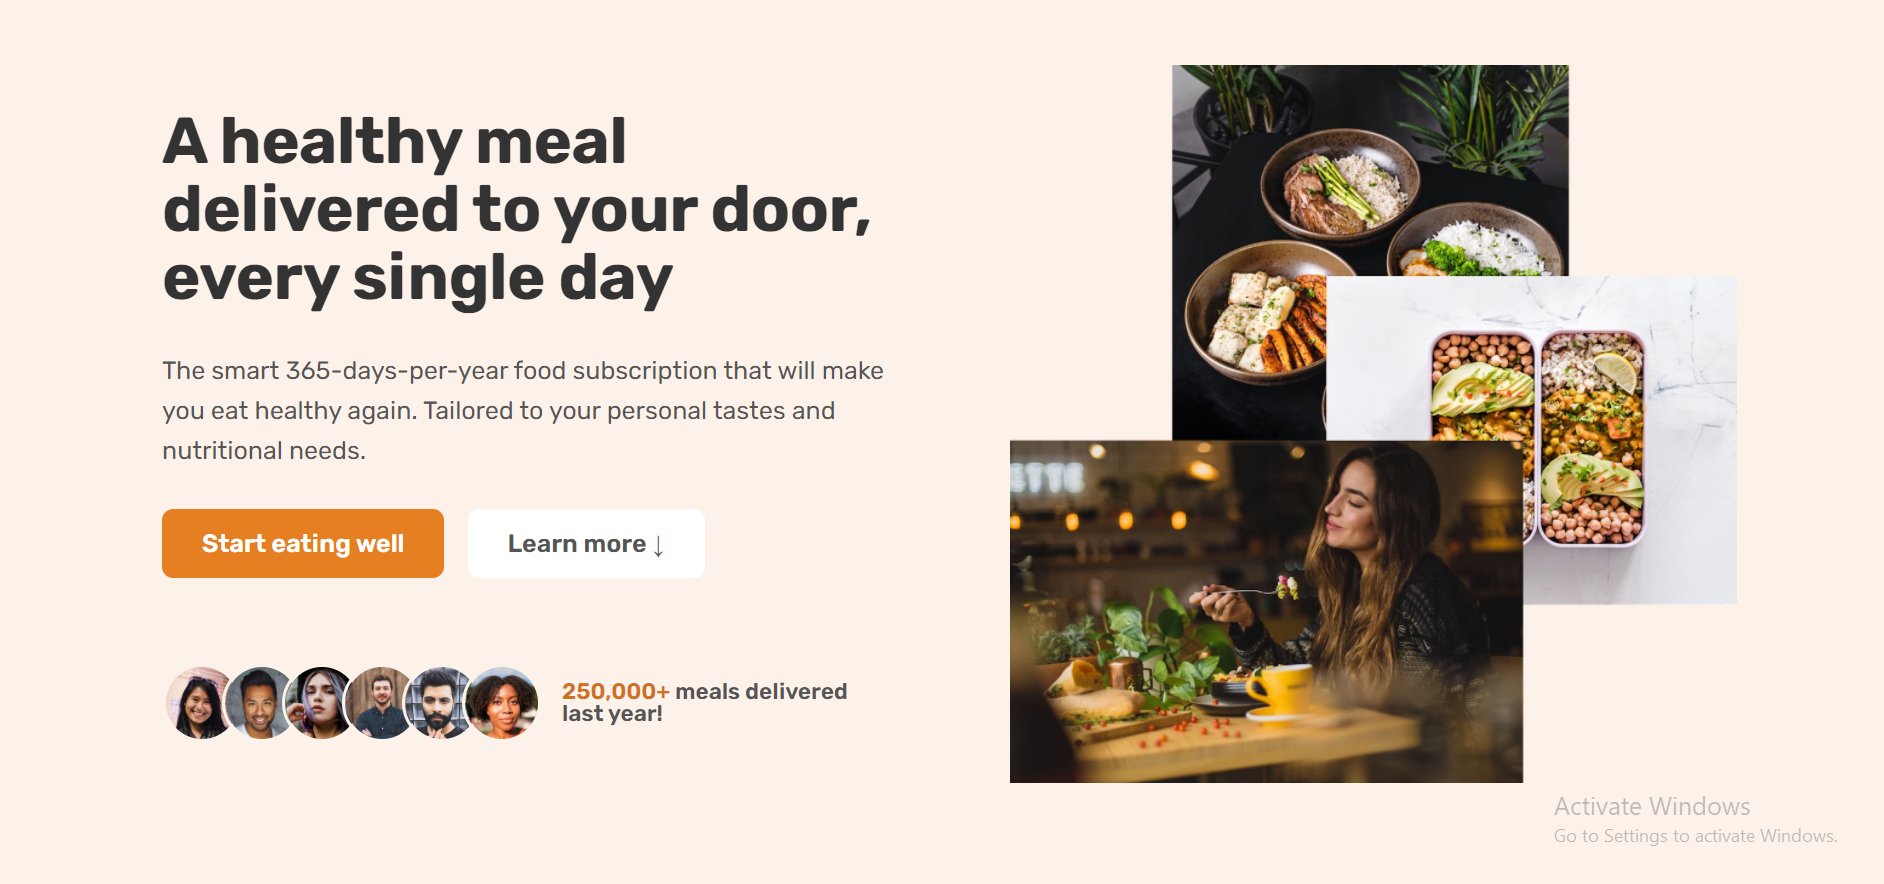 A healthy meal
delivered to your door,
every single day
The smart 365-days-per-year food subscription that will make
you eat healthy again. Tailored to your personal tastes and
nutritional needs.
Start eating well
Learn more ↓
250,000+ meals delivered
last year!
ETTE
Activate Windows
Go to Settings to activate Windows.